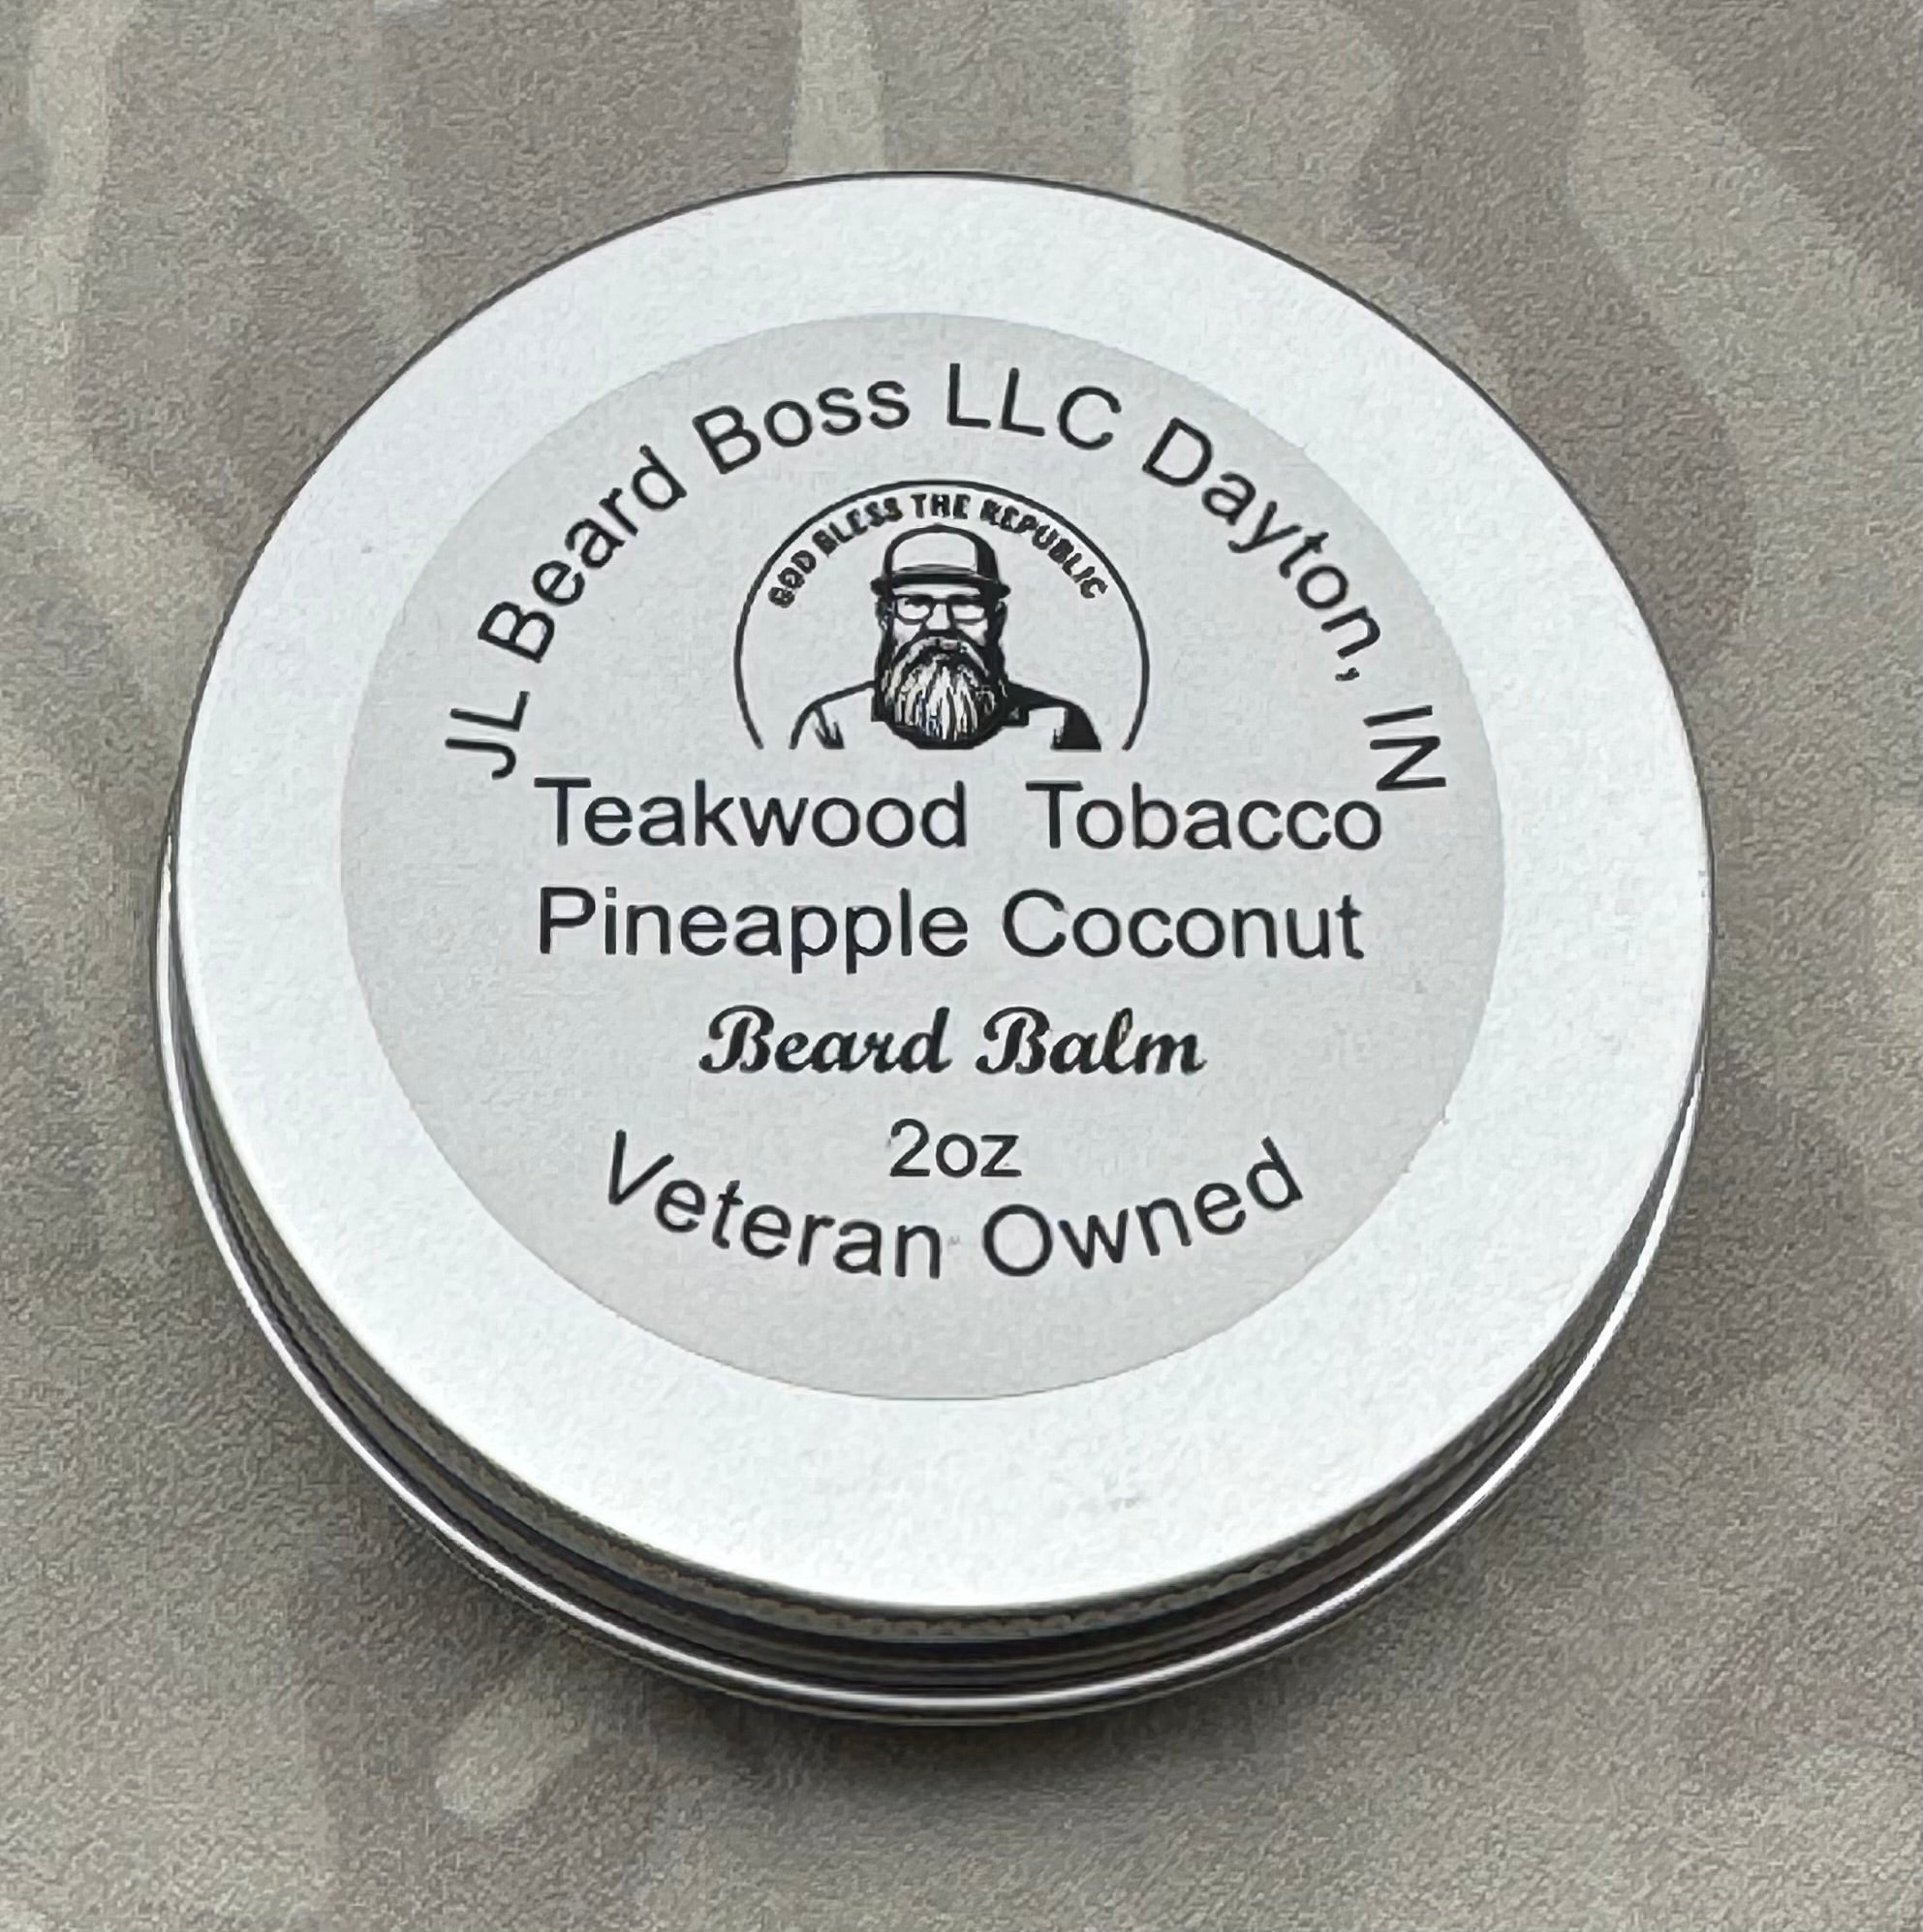 JL Beard Boss LLC Dayton, IN
GOD BLESS THE REPUBLIC
Teakwood Tobacco
Pineapple Coconut
Beard Balm
2oz
Veteran Owned